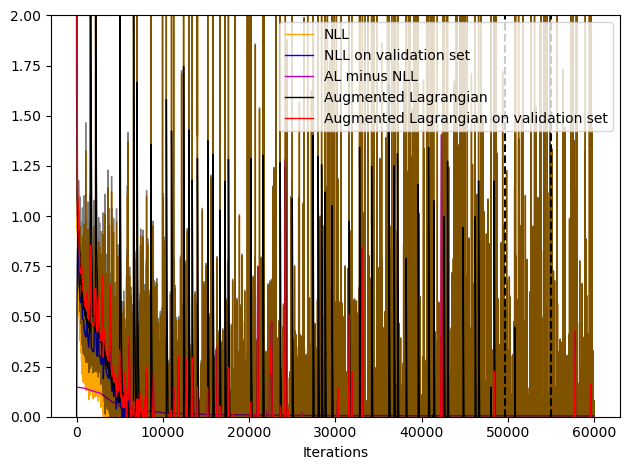 2.00
1.75
1.50
1.25
1.00
0.75
0.50
0.25
0.00
NLL
NLL on validation set
AL minus NLL
Augmented Lagrangian
Augmented Lagrangian on validation set
0
10000
20000
30000
40000
50000
60000
Iterations